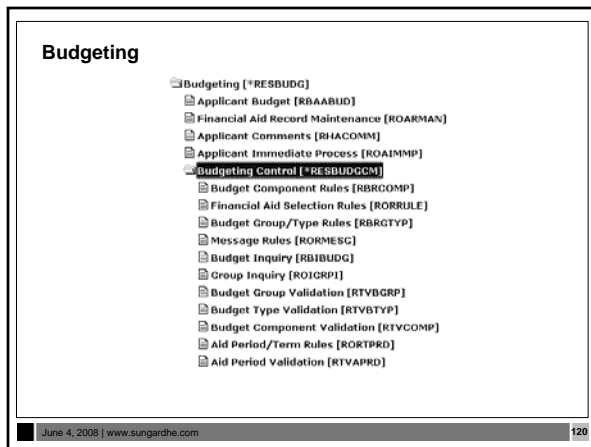 Budgeting
Budgeting [*RESBUDG]
Applicant Budget [RBAABUD]
Financial Aid Record Maintenance [ROARMAN]
Applicant Comments [RHACOMM]
Applicant Immediate Process [ROAIMMP]
Budgeting Control [*RESBUDGCM]
Budget Component Rules [RBRCOMP]
Financial Aid Selection Rules [RORRULE]
Budget Group/Type Rules [RBRGTYP]
Message Rules [RORMESG]
Budget Inquiry [RBIBUDG]
Group Inquiry [ROIGRPI]
Budget Group Validation [RTVBGRP]
Budget Type Validation [RTVBTYP]
Budget Component Validation [RTVCOMP]
Aid Period/Term Rules [RORTPRD]
Aid Period Validation [RTVAPRD]
June 4, 2008 | www.sungardhe.com
120